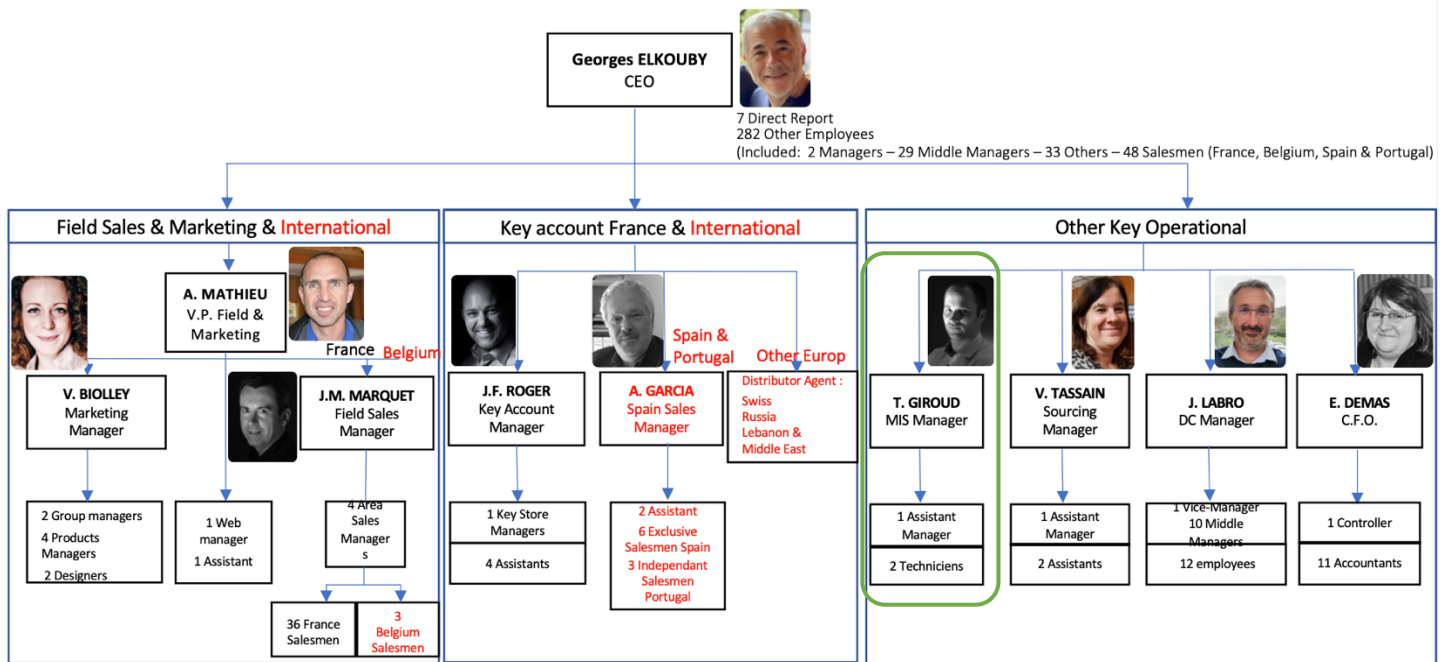 Georges ELKOUBY
CEO
7 Direct Report
282 Other Employees
(Included: 2 Managers – 29 Middle Managers – 33 Others – 48 Salesmen (France, Belgium, Spain & Portugal)
Field Sales & Marketing & International
A. MATHIEU
V.P. Field &
Marketing
France
Belgium
V. BIOLLEY
Marketing
Manager
J.M. MARQUET
Field Sales
Manager
2 Group managers
4 Products
Managers
2 Designers
1 Web
manager
1 Assistant
4 Area
Sales
Manager
s
36 France
Salesmen
3
Belgium
Salesmen
Key account France & International
Spain &
Portugal
Other Europ
J.F. ROGER
Key Account
Manager
A. GARCIA
Spain Sales
Manager
Distributor Agent :
Swiss
Russia
Lebanon &
Middle East
1 Key Store
Managers
4 Assistants
2 Assistant
6 Exclusive
Salesmen Spain
3 Independant
Salesmen
Portugal
Other Key Operational
T. GIROUD
MIS Manager
V. TASSAIN
Sourcing
Manager
J. LABRO
DC Manager
E. DEMAS
C.F.O.
1 Assistant
Manager
2 Techniciens
1 Assistant
Manager
2 Assistants
1 Vice-Manager
10 Middle
Managers
12 employees
1 Controller
11 Accountants